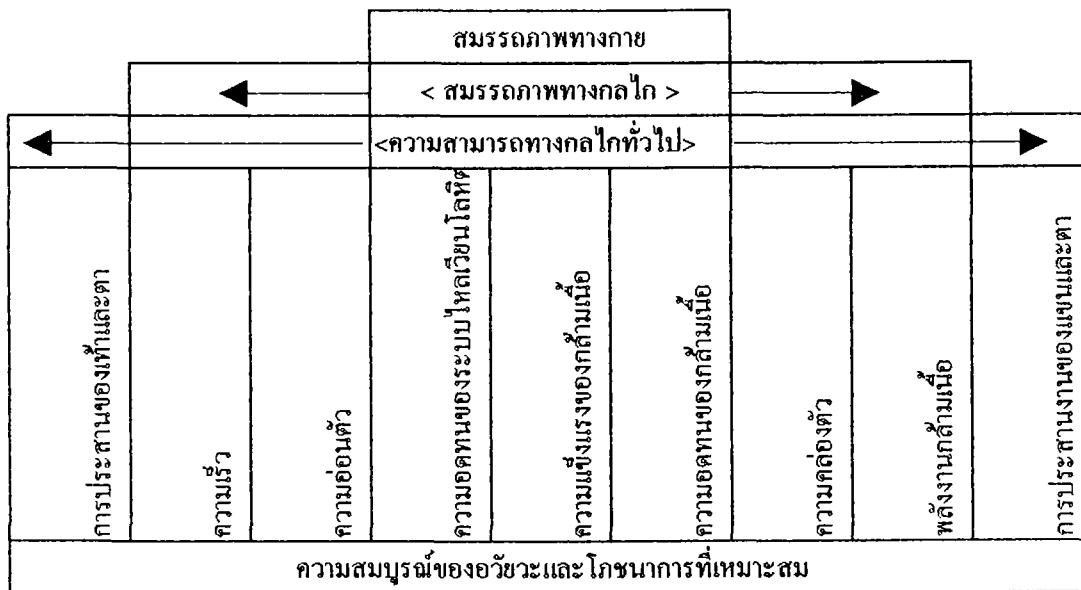 สมรรถภาพทางกาย
< สมรรถภาพทางกลไก >
<ความสามารถทางกลไกทั่วไป>
การประสานของเท้าและตา
ความเร็ว
ความอ่อนตัว
ความอดทนของระบบไหลเวียนโลหิต
ความแข็งแรงของกล้ามเนื้อ
ความอดทนของกล้ามเนื้อ
ความคล่องตัว
พลังงานกล้ามเนื้อ
การประสานงานของแขนและตา
ความสมบูรณ์ของอวัยวะและโภชนาการที่เหมาะสม